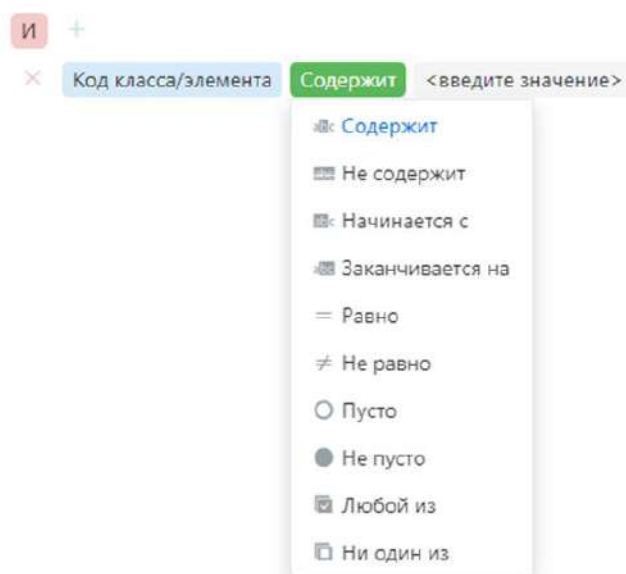 И +
× Код класса/элемента Содержит <введите значение>
Содержит
Не содержит
Начинается с
Заканчивается на
= Равно
≠ Не равно
Пусто
Не пусто
Любой из
Ни один из